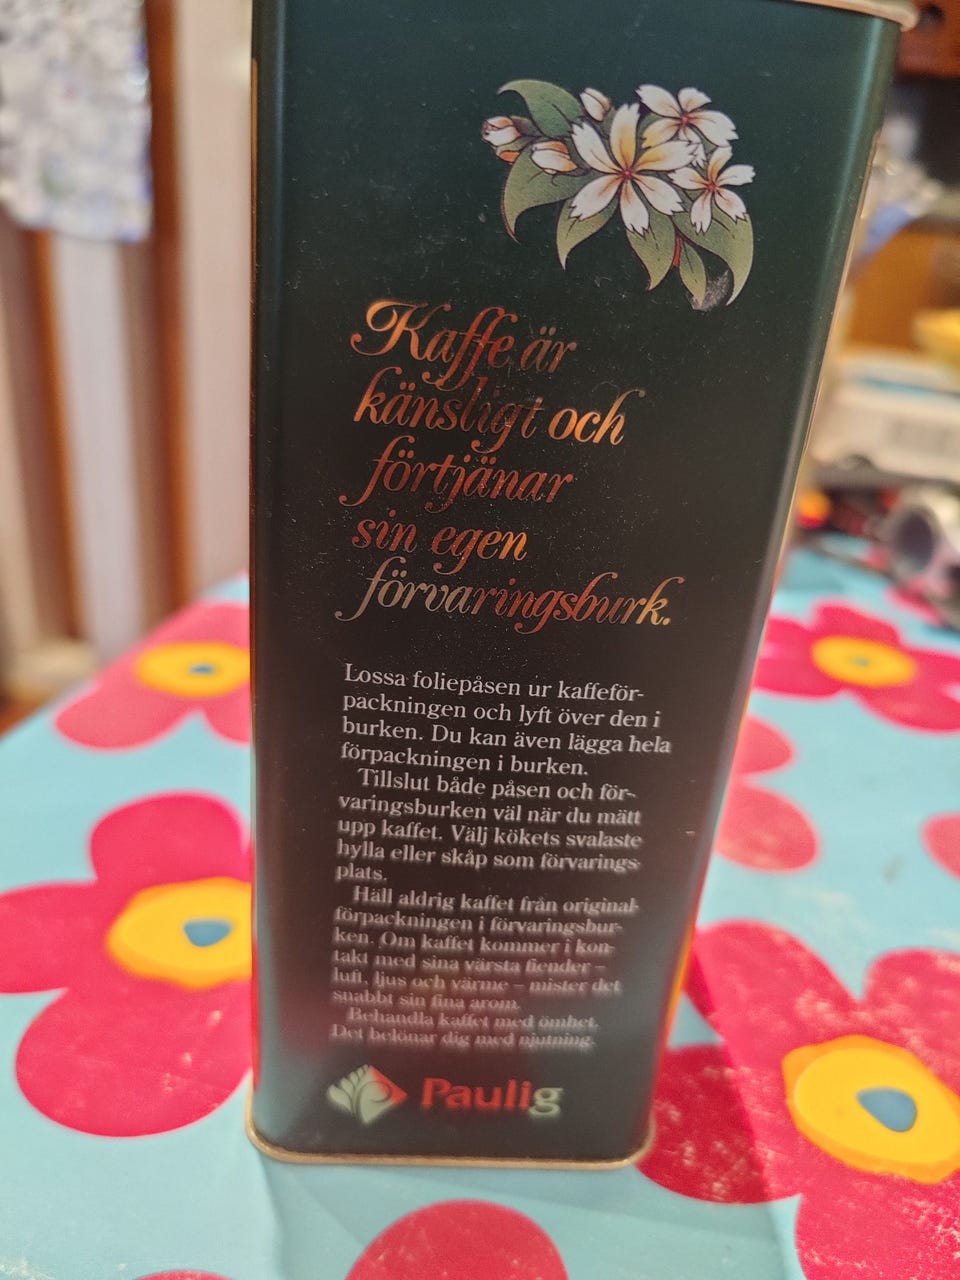 Kaffe är
känsligt och
förtjänar
sin egen
förvaringsburk.
Lossa foliepåsen ur kaffeför-
packningen och lyft över den i
burken. Du kan även lägga hela
förpackningen i burken.
Tillslut både påsen och för-
varingsburken väl när du mätt
upp kaffet. Välj kökets svalaste
hylla eller skåp som förvarings-
plats.
Häll aldrig kaffet från original-
förpackningen i förvaringsbur-
ken. Om kaffet kommer i kon-
takt med sina värsta fiender –
luft, ljus och värme – mister det
snabbt sin fina arom.
Behandla kaffet med ömhet.
Det belönar dig med njutning.
Paulig